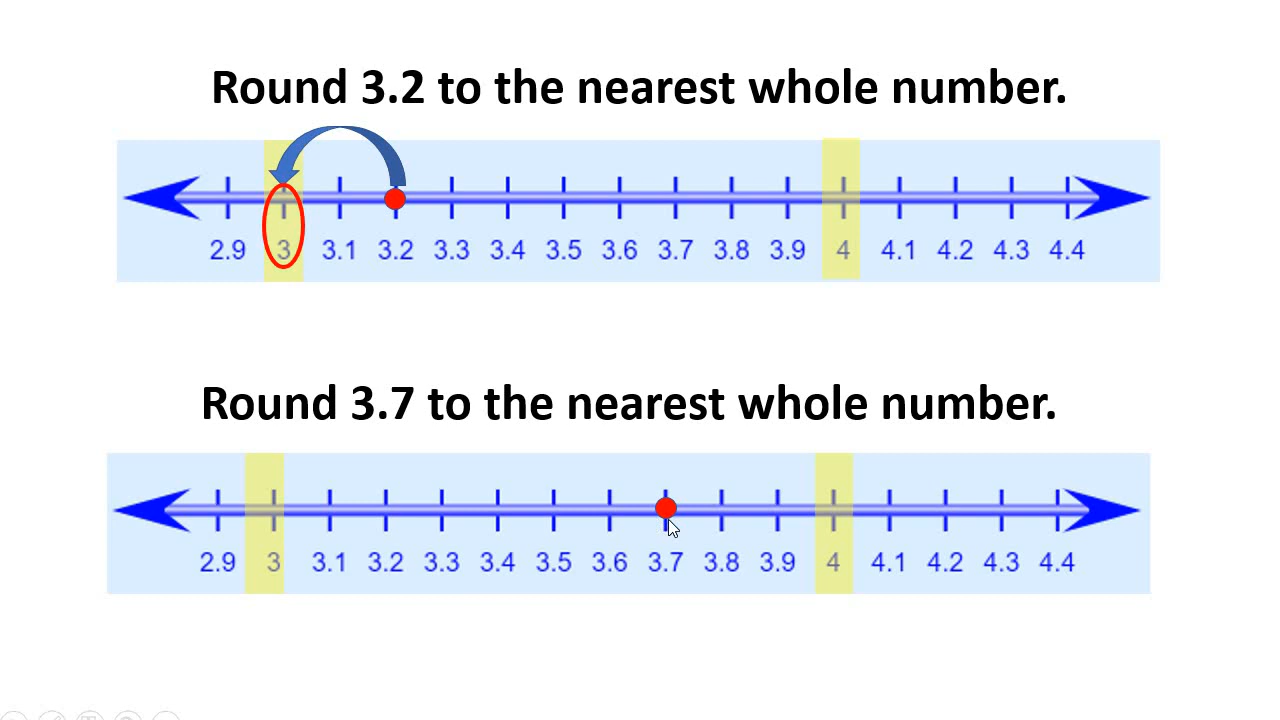 Round 3.2 to the nearest whole number.
2.9 3 3.1 3.2 3.3 3.4 3.5 3.6 3.7 3.8 3.9 4 4.1 4.2 4.3 4.4
Round 3.7 to the nearest whole number.
2.9 3 3.1 3.2 3.3 3.4 3.5 3.6 3.7 3.8 3.9 4 4.1 4.2 4.3 4.4